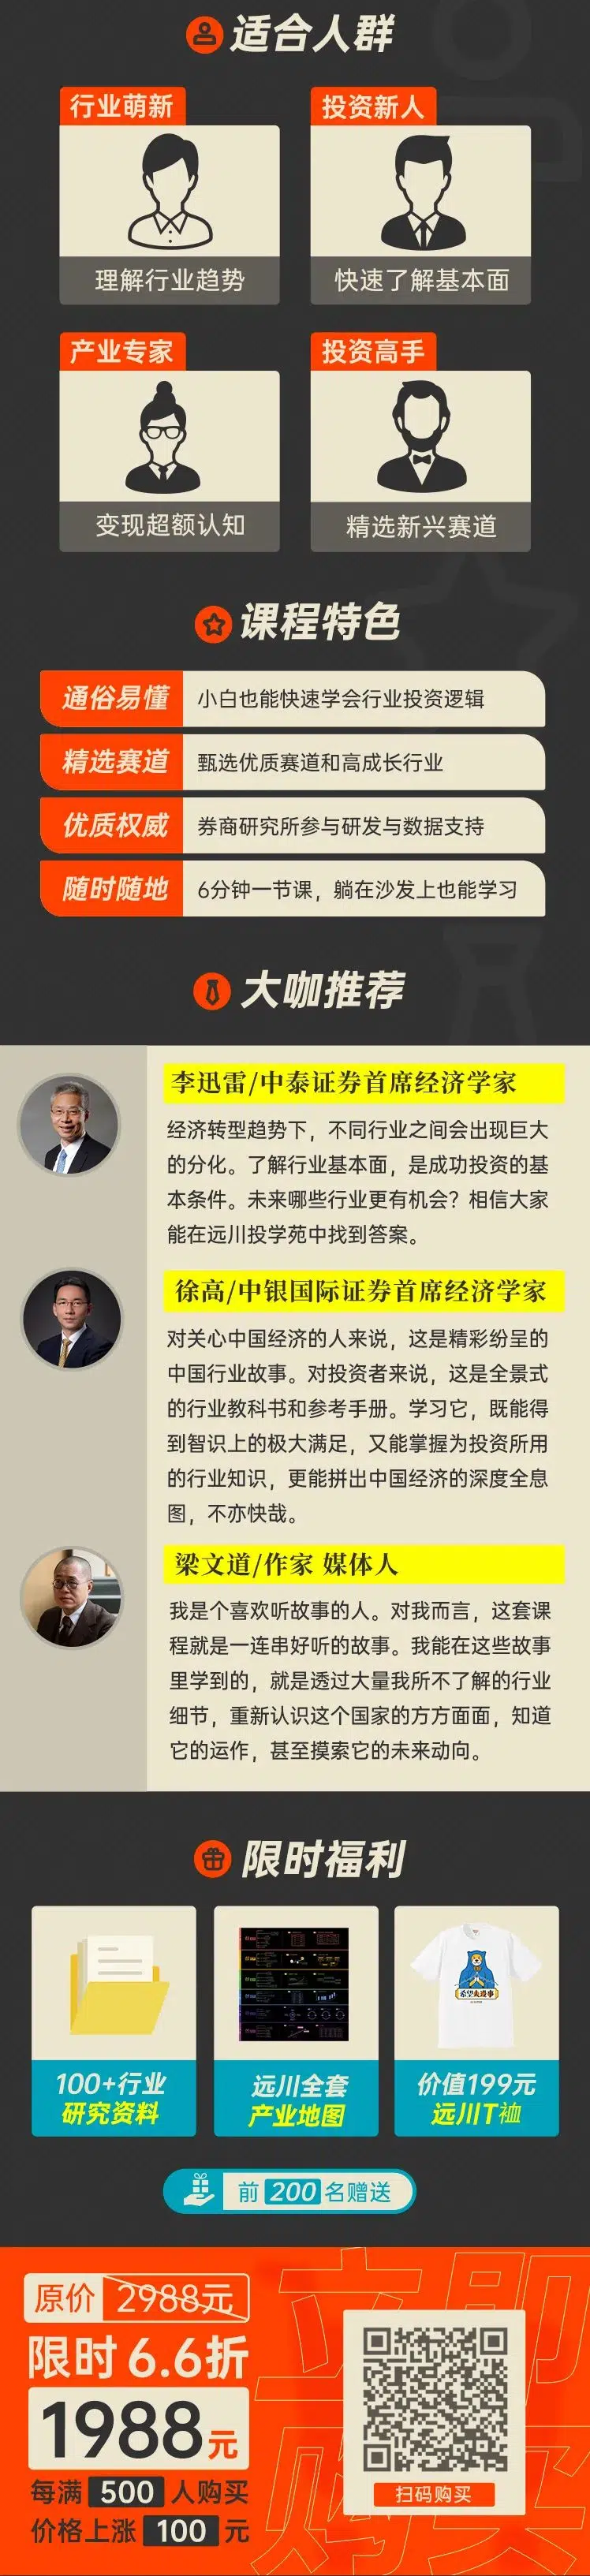 适合人群
行业萌新
投资新人
理解行业趋势
快速了解基本面
产业专家
投资高手
变现超额认知
精选新兴赛道
课程特色
通俗易懂
小白也能快速学会行业投资逻辑
精选赛道
甄选优质赛道和高成长行业
优质权威
券商研究所参与研发与数据支持
随时随地
6分钟一节课，躺在沙发上也能学习
大咖推荐
李迅雷/中泰证券首席经济学家
经济转型趋势下，不同行业之间会出现巨大
的分化。了解行业基本面，是成功投资的基
本条件。未来哪些行业更有机会？相信大家
能在远川投学苑中找到答案。
徐高/中银国际证券首席经济学家
对关心中国经济的人来说，这是精彩纷呈的
中国行业故事。对投资者来说，这是全景式
的行业教科书和参考手册。学习它，既能得
到智识上的极大满足，又能掌握为投资所用
的行业知识，更能拼出中国经济的深度全息
图，不亦快哉。
梁文道/作家 媒体人
我是个喜欢听故事的人。对我而言，这套课
程就是一连串好听的故事。我能在这些故事
里学到的，就是透过大量我所不了解的行业
细节，重新认识这个国家的方方面面，知道
它的运作，甚至摸索它的未来动向。
限时福利
希望没事
100+行业
研究资料
远川全套
产业地图
价值199元
远川T裇
前 200 名赠送
立即
购买
原价 2988元
限时6.6折
1988元
每满 500 人购买
价格上涨 100 元
扫码购买